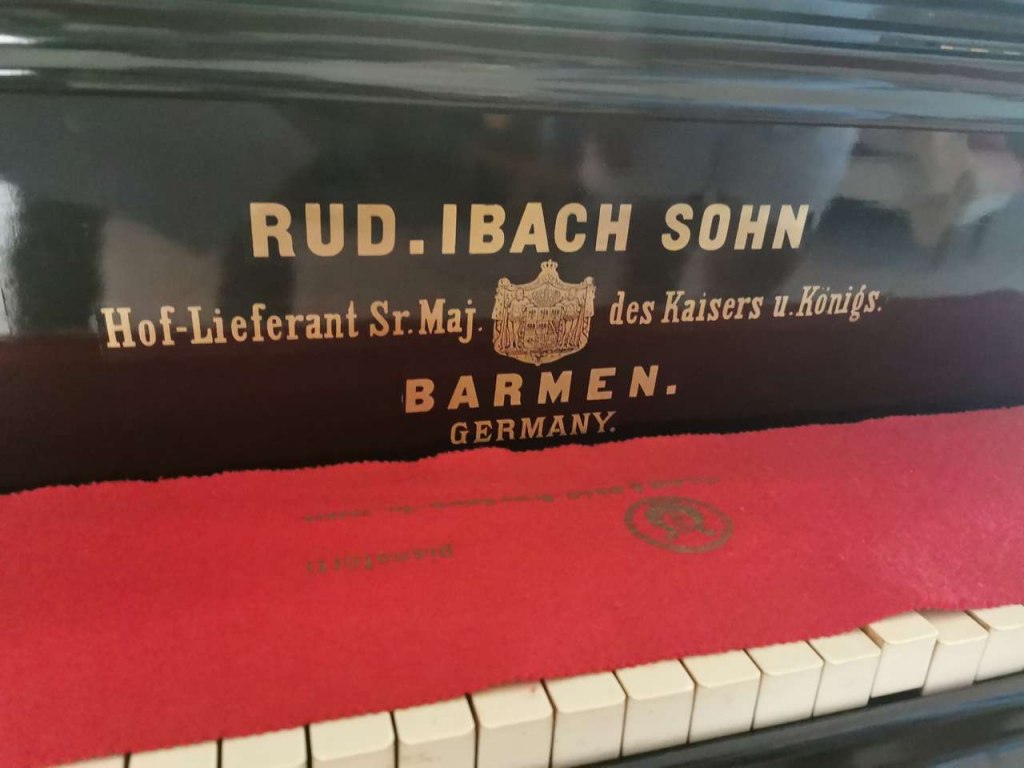 RUD. IBACH SOHN
Hof-Lieferant Sr. Maj. des Kaisers u. Königs.
BARMEN.
GERMANY.